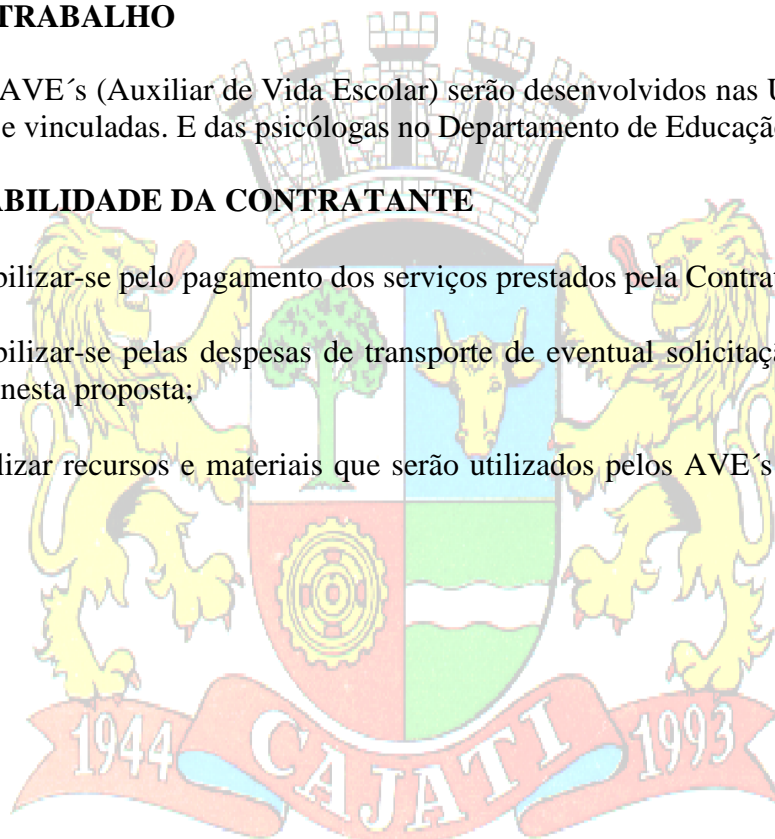 TRABALHO
AVE´s (Auxiliar de Vida Escolar) serão desenvolvidos nas U
e vinculadas. E das psicólogas no Departamento de Educação
ABILIDADE DA CONTRATANTE
bilizar-se pelo pagamento dos serviços prestados pela Contrat
bilizar-se pelas despesas de transporte de eventual solicitaçã
nesta proposta;
lizar recursos e materiais que serão utilizados pelos AVE´s
1944 CAJATI 1993